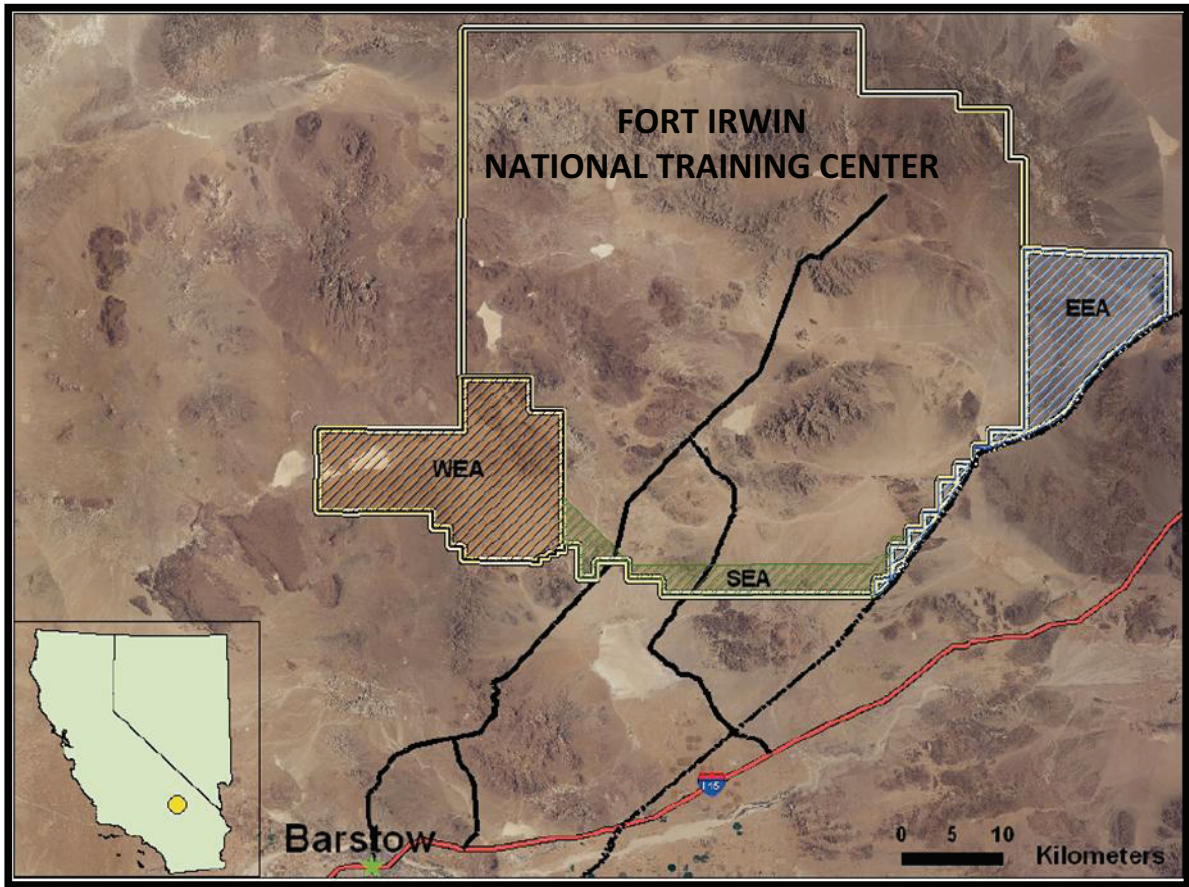 FORT IRWIN
NATIONAL TRAINING CENTER
EEA
WEA
SEA
I-15
Barstow
0 5 10
Kilometers